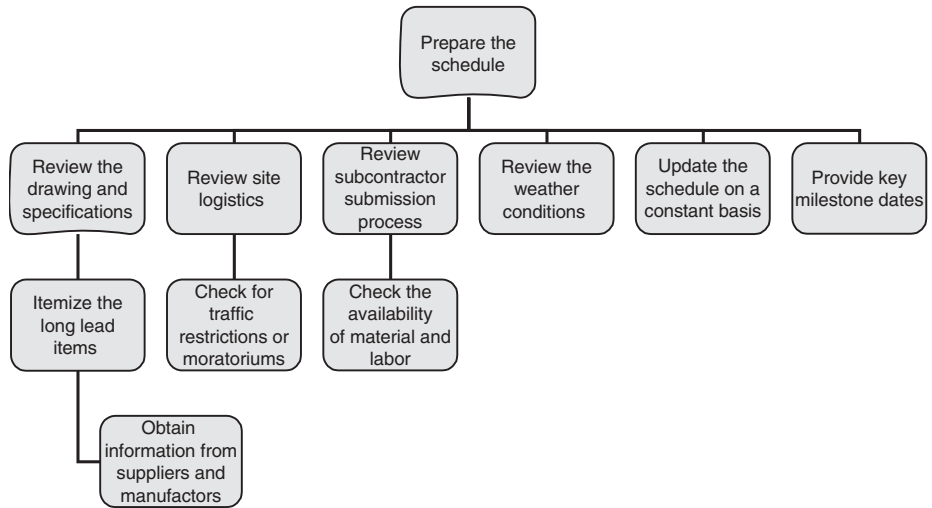 Prepare the
schedule
Review the
drawing and
specifications
Review site
logistics
Review
subcontractor
submission
process
Review the
weather
conditions
Update the
schedule on a
constant basis
Provide key
milestone dates
Itemize the
long lead
items
Check for
traffic
restrictions or
moratoriums
Check the
availability
of material and
labor
Obtain
information from
suppliers and
manufactors